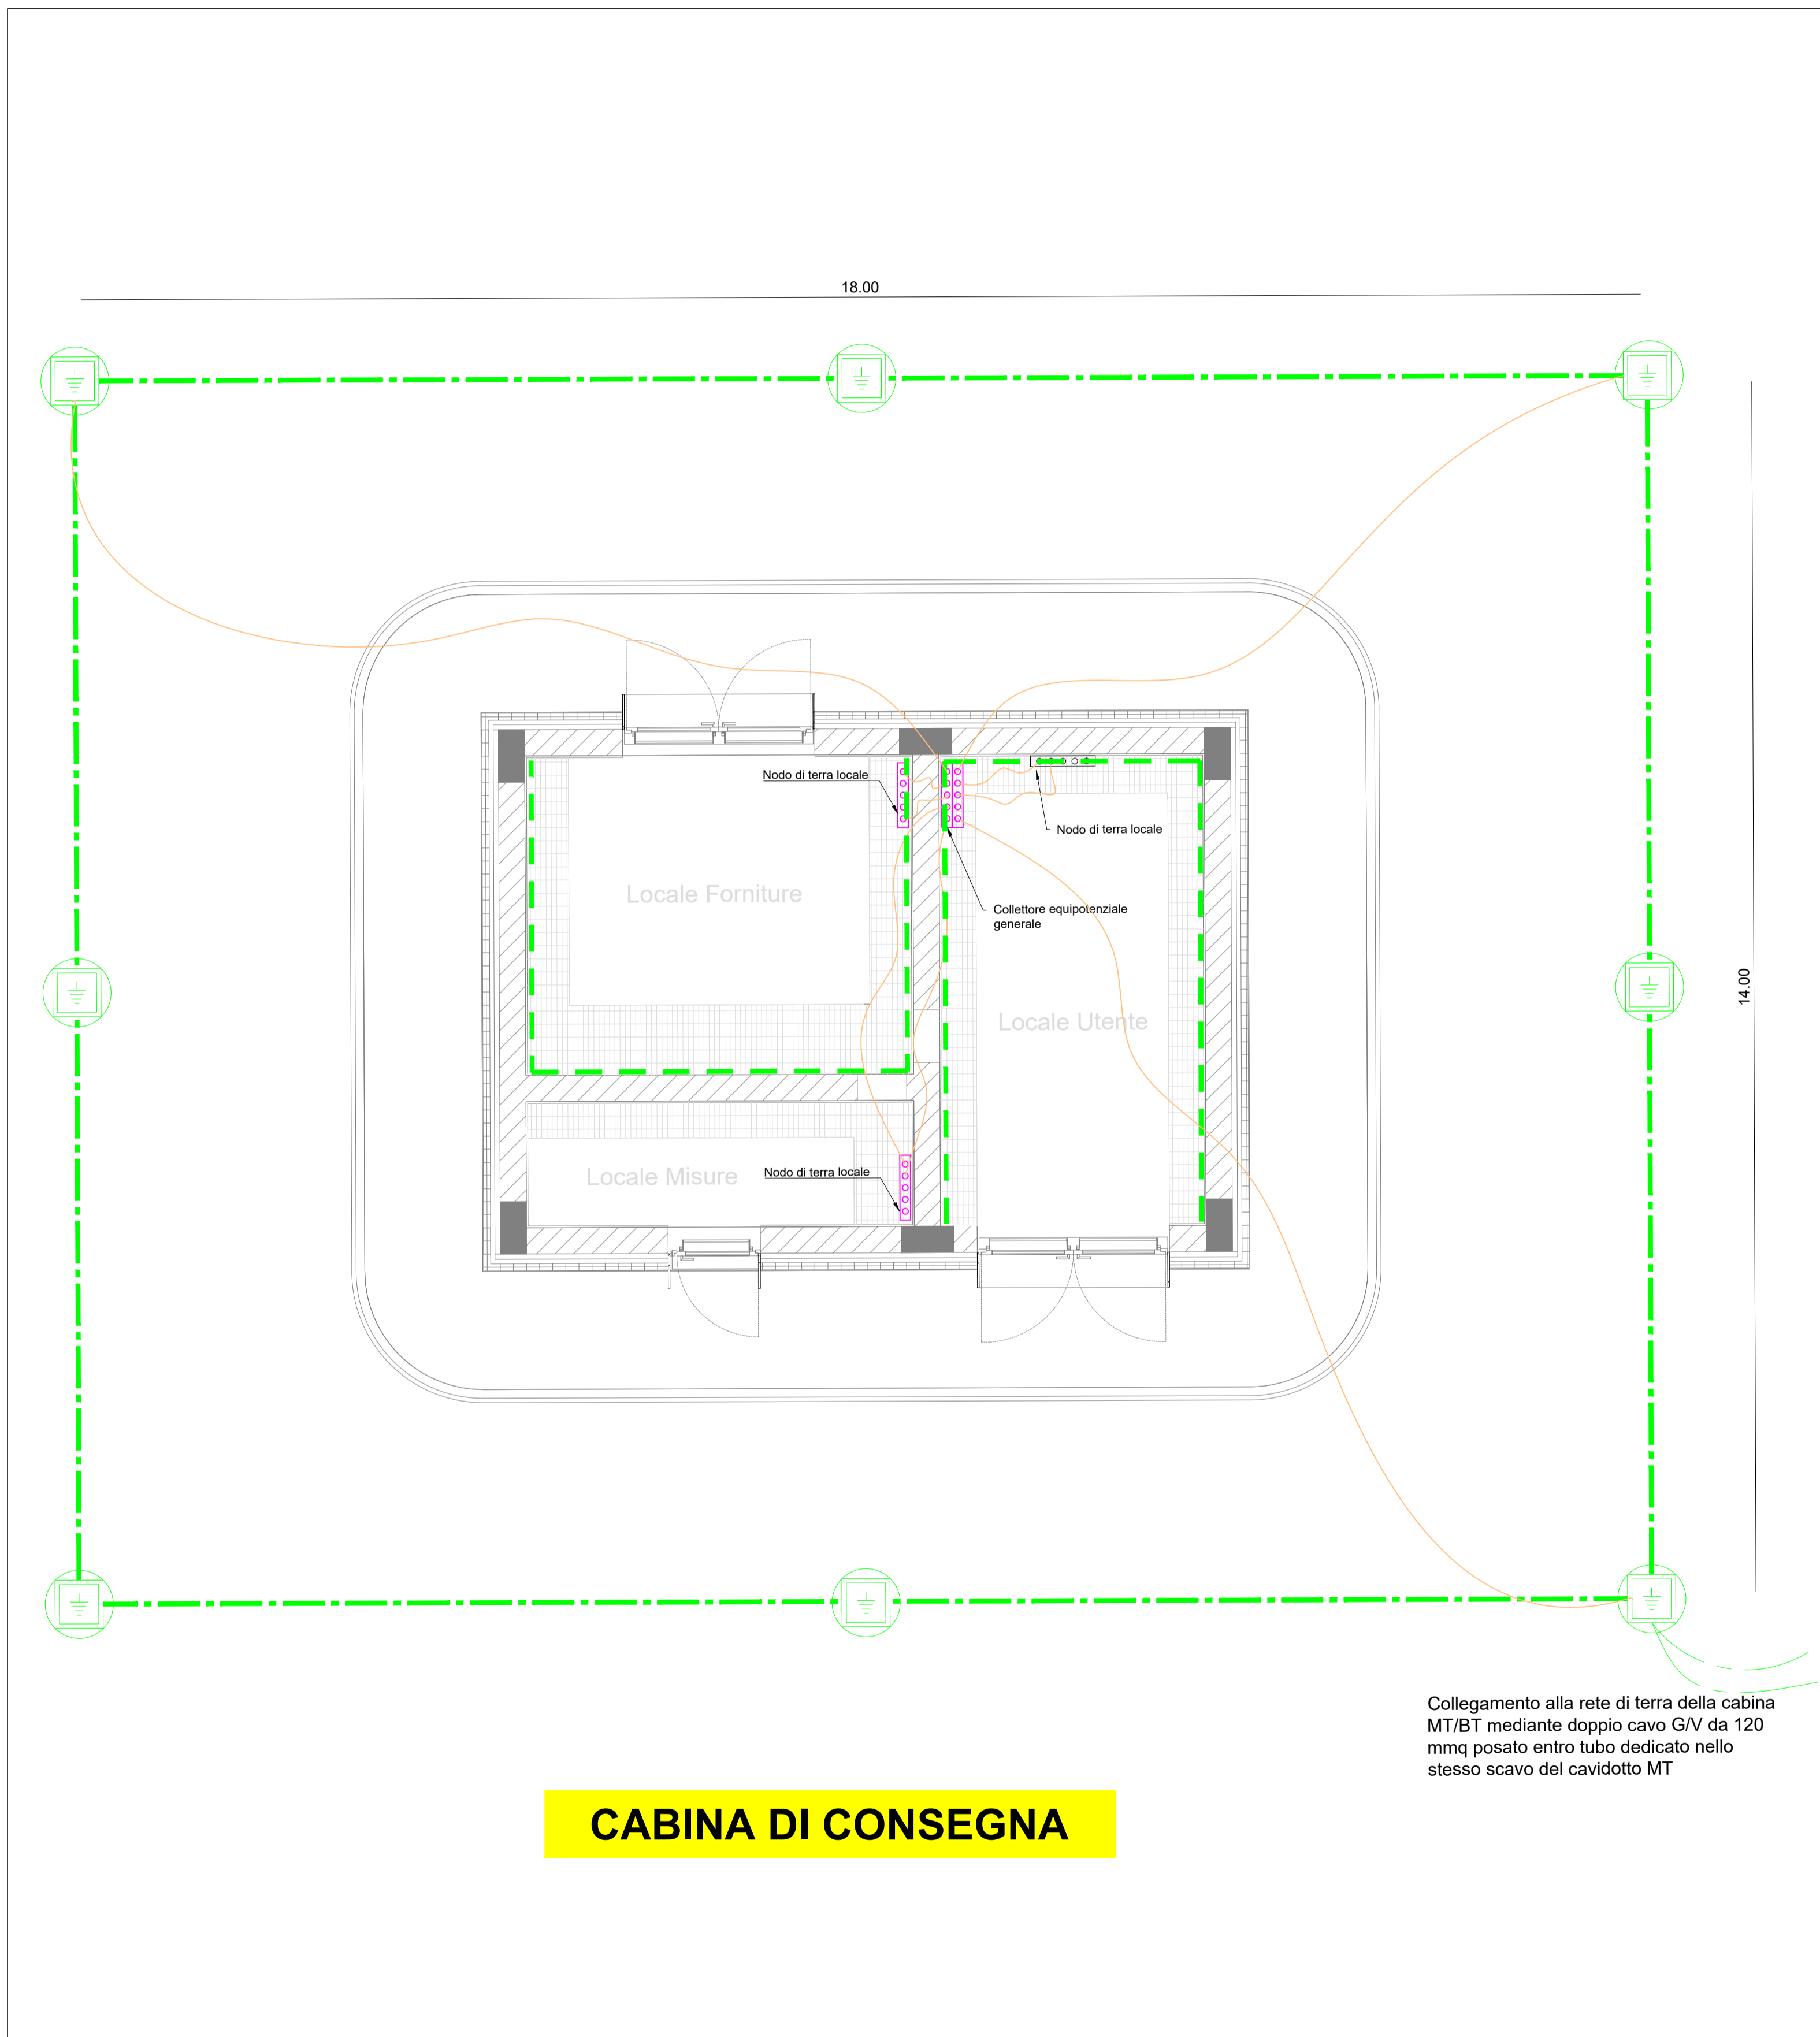 18.00
Nodo di terra locale
Nodo di terra locale
Locale Forniture
Collettore equipotenziale
generale
14.00
Locale Utente
Locale Misure
Nodo di terra locale
Collegamento alla rete di terra della cabina
MT/BT mediante doppio cavo G/V da 120
mmq posato entro tubo dedicato nello
stesso scavo del cavidotto MT
CABINA DI CONSEGNA